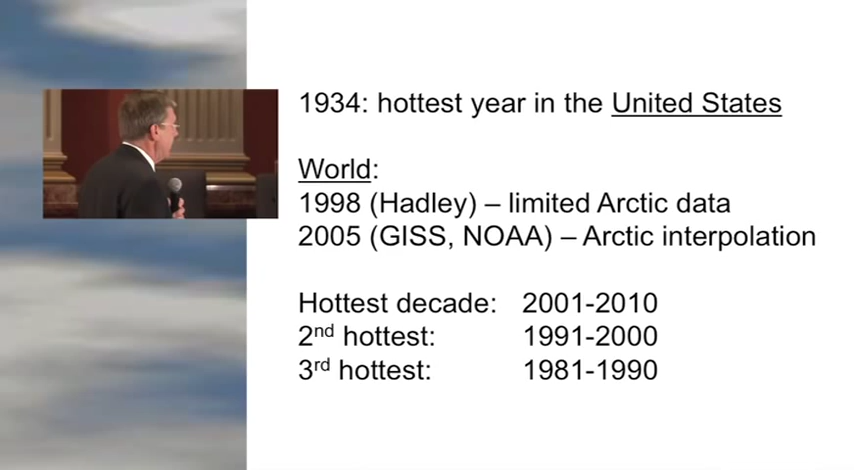 1934: hottest year in the United States
World:
1998 (Hadley) – limited Arctic data
2005 (GISS, NOAA) – Arctic interpolation
Hottest decade: 2001-2010
2nd hottest: 1991-2000
3rd hottest: 1981-1990